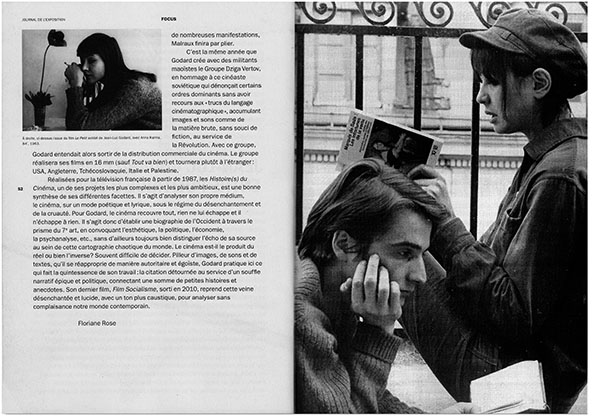 JOURNAL DE L'EXPOSITION
FOCUS
de nombreuses manifestations,
Malraux finira par plier.
C'est la même année que
Godard crée avec des militants
maoïstes le Groupe Dziga Vertov,
en hommage à ce cinéaste
soviétique qui dénonçait certains
ordres dominants sans avoir
recours aux « trucs du langage
cinématographique », accumulant
images et sons comme de
la matière brute, sans souci de
fiction, au service de
la Révolution. Avec ce groupe,
À droite, ci-dessus issue du film Le Petit soldat de Jean-Luc Godard, avec Anna Karina,
1963.
Godard entendait alors sortir de la distribution commerciale du cinéma. Le groupe
réalisera ses films en 16 mm (sauf Tout va bien) et tournera plutôt à l'étranger :
USA, Angleterre, Tchécoslovaquie, Italie et Palestine.
Réalisées pour la télévision française à partir de 1987, les Histoire(s) du
52
Cinéma, un de ses projets les plus complexes et les plus ambitieux, est une bonne
synthèse de ses différentes facettes. Il s'agit d'analyser son propre médium,
le cinéma, sur un mode poétique et lyrique, sous le régime du désenchantement et
de la cruauté. Pour Godard, le cinéma recouvre tout, rien ne lui échappe et il
n'échappe à rien. Il s'agit donc d'établir une biographie de l'Occident à travers le
prisme du 7e art, en convoquant l'esthétique, la politique, l'économie,
la psychanalyse, etc., sans d'ailleurs toujours bien distinguer l'écho de sa source
au sein de cette cartographie chaotique du monde. Le cinéma est-il le produit du
réel ou bien l'inverse? Souvent difficile de décider. Pilleur d'images, de sons et de
textes, qu'il se réapproprie de manière autoritaire et égoïste, Godard pratique ici ce
qui fait la quintessence de son travail : la citation détournée au service d'un souffle
narratif épique et politique, connectant une somme de petites histoires et
anecdotes. Son dernier film, Film Socialisme, sorti en 2010, reprend cette veine
désenchantée et lucide, avec un ton plus caustique, pour analyser sans
complaisance notre monde contemporain.
Floriane Rose